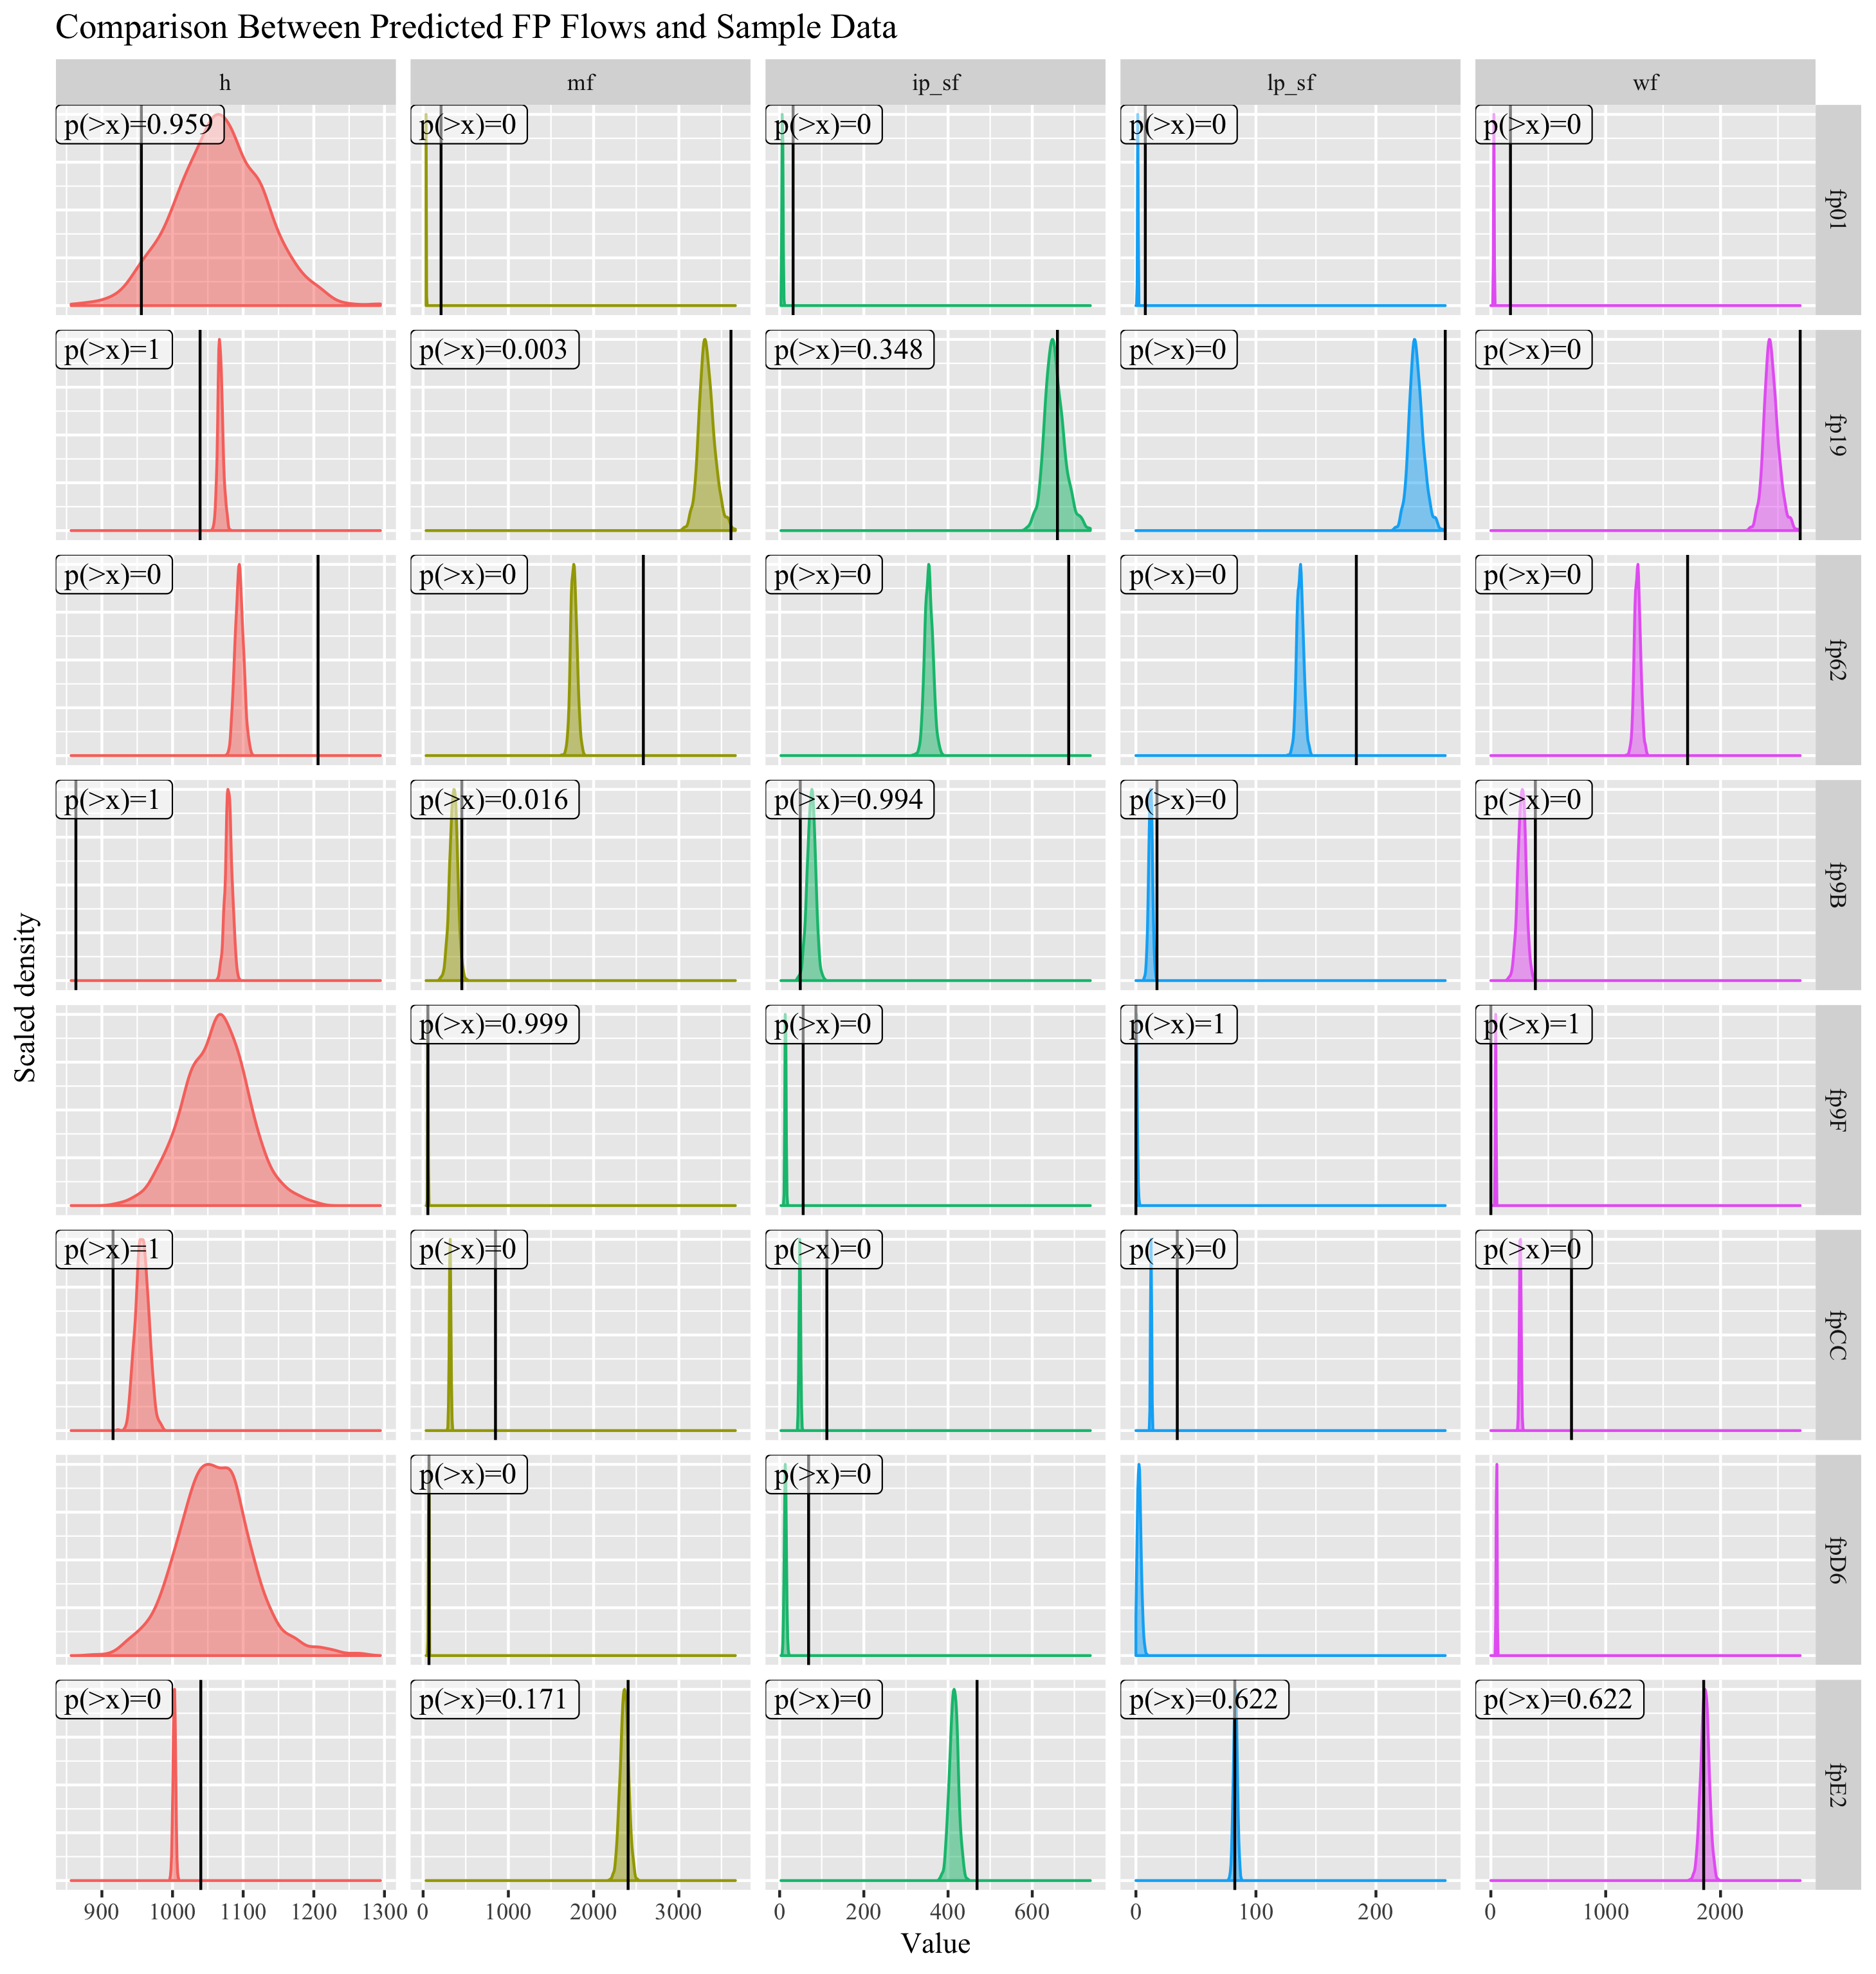 Comparison Between Predicted FP Flows and Sample Data
h mf ip_sf lp_sf wf
p(>x)=0.959 p(>x)=0 p(>x)=0 p(>x)=0 p(>x)=0 fp01
p(>x)=1 p(>x)=0.003 p(>x)=0.348 p(>x)=0 p(>x)=0 fp19
p(>x)=0 p(>x)=0 p(>x)=0 p(>x)=0 p(>x)=0 fp62
p(>x)=1 p(>x)=0.016 p(>x)=0.994 p(>x)=0 p(>x)=0 fp9B
p(>x)=0.999 p(>x)=0 p(>x)=1 p(>x)=1 fp9F
p(>x)=1 p(>x)=0 p(>x)=0 p(>x)=0 p(>x)=0 fpCC
p(>x)=0 p(>x)=0 fpD6
p(>x)=0 p(>x)=0.171 p(>x)=0 p(>x)=0.622 p(>x)=0.622 fpE2
Scaled density
900 1000 1100 1200 1300 0 1000 2000 3000 0 200 400 600 0 100 200 0 1000 2000
Value